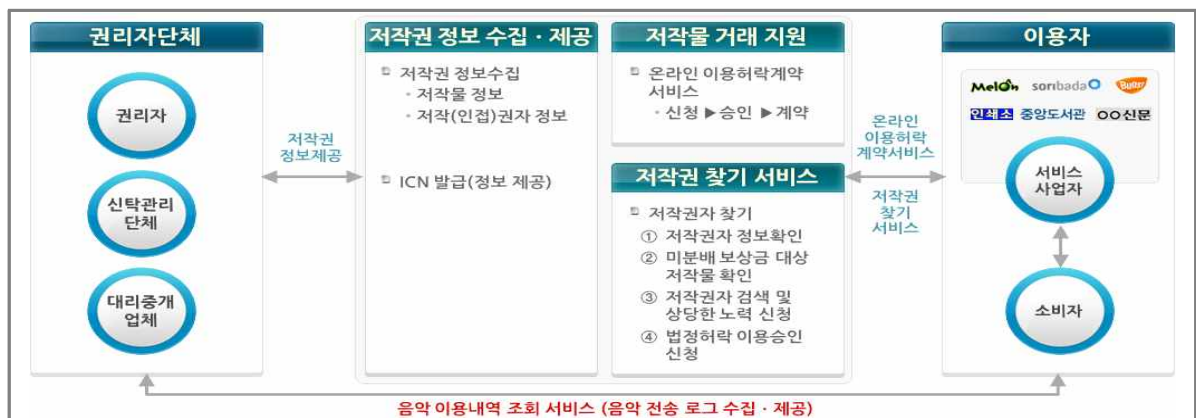 권리자단체
권리자
신탁관리
단체
대리중개
업체
저작권
정보제공
저작권 정보 수집 · 제공
저작권 정보수집
· 저작물 정보
· 저작(인접)권자 정보
ICN 발급(정보 제공)
저작물 거래 지원
온라인 이용허락계약
서비스
· 신청 ▶ 승인 ▶ 계약
저작권 찾기 서비스
저작권자 찾기
① 저작권자 정보확인
② 미분배 보상금 대상
저작물 확인
③ 저작권자 검색 및
상당한 노력 신청
④ 법정허락 이용승인
신청
온라인
이용허락
계약서비스
저작권
찾기
서비스
이용자
Melon soribada Bugs!
인쇄소 중앙도서관 OO신문
서비스
사업자
소비자
음악 이용내역 조회 서비스 (음악 전송 로그 수집 · 제공)